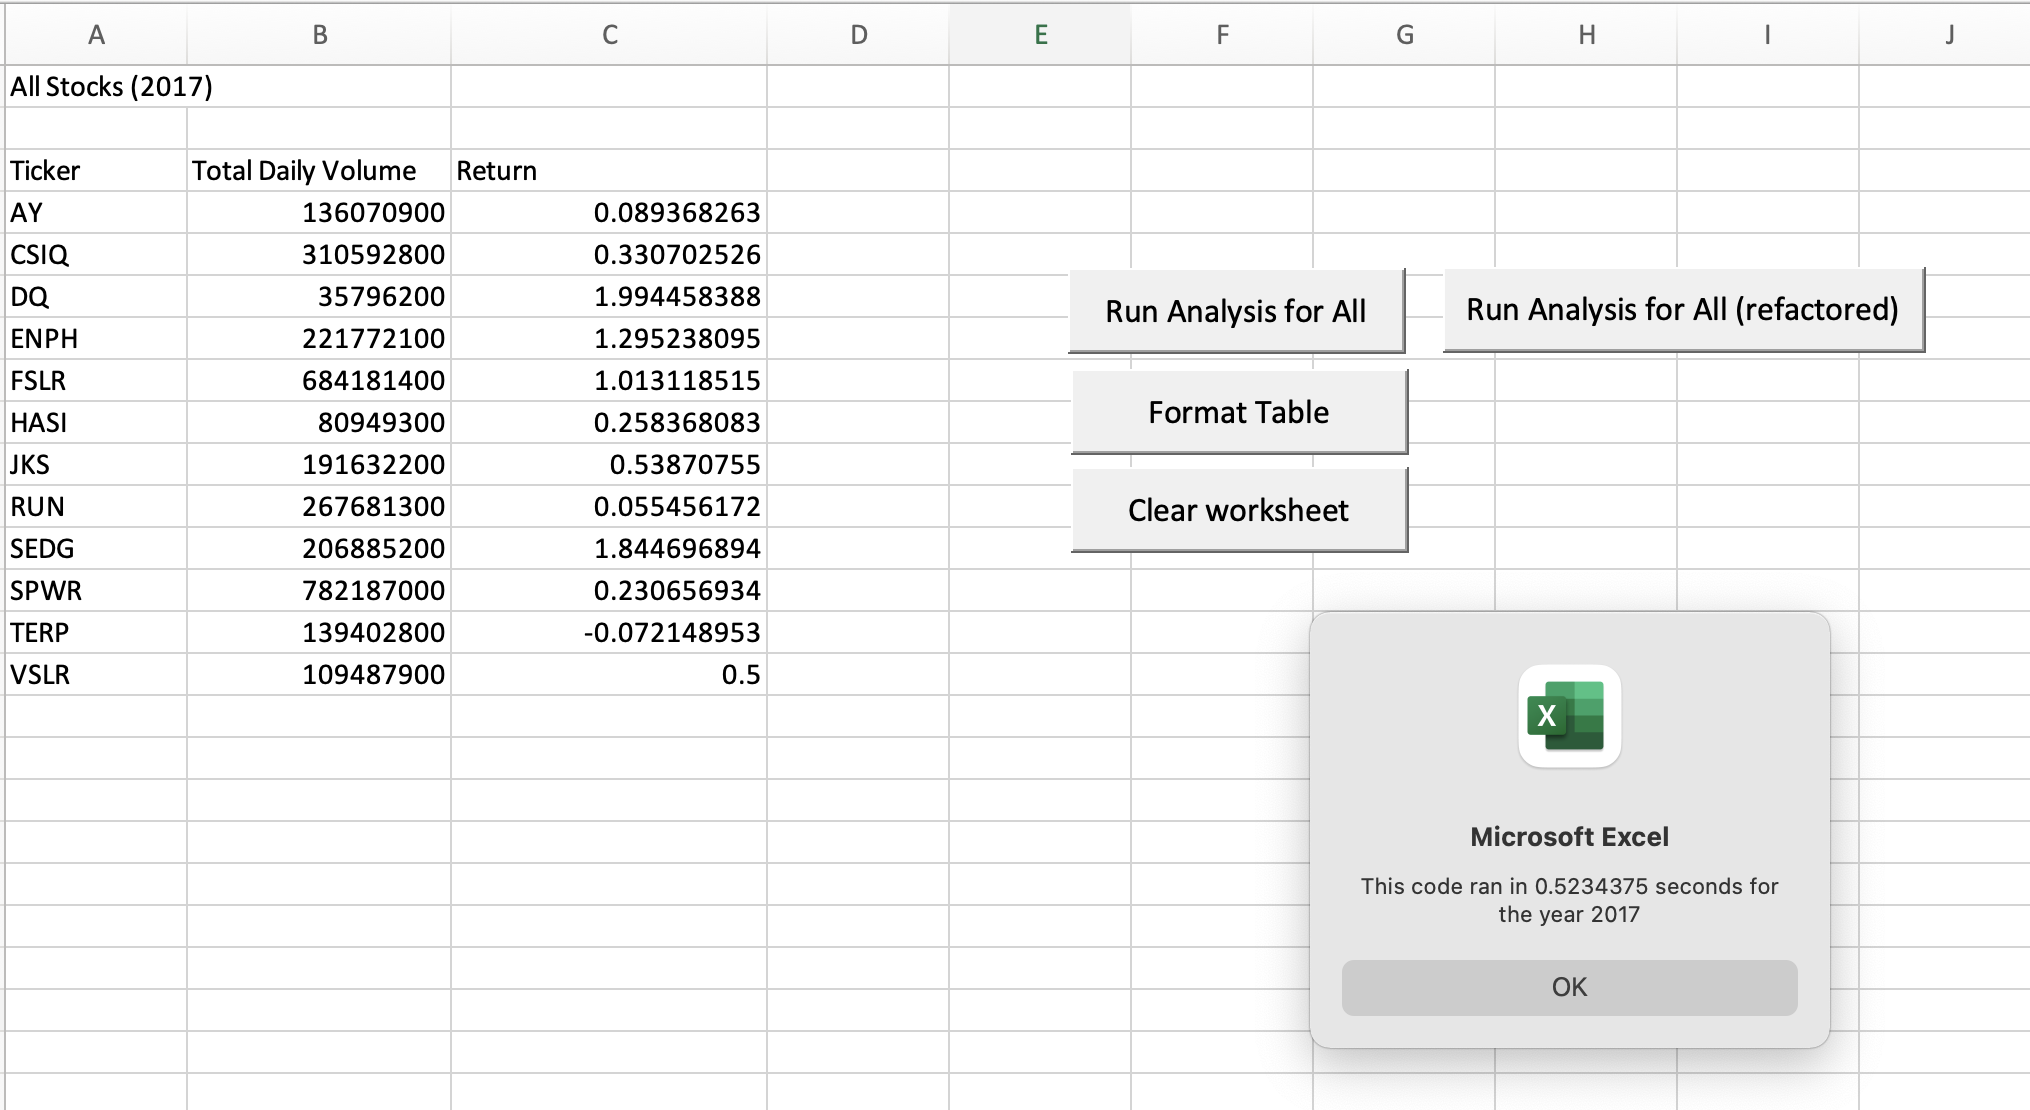 A B C D E F G H I J
All Stocks (2017)
Ticker Total Daily Volume Return
AY 136070900 0.089368263
CSIQ 310592800 0.330702526
DQ 35796200 1.994458388
ENPH 221772100 1.295238095
FSLR 684181400 1.013118515
HASI 80949300 0.258368083
JKS 191632200 0.53870755
RUN 267681300 0.055456172
SEDG 206885200 1.844696894
SPWR 782187000 0.230656934
TERP 139402800 -0.072148953
VSLR 109487900 0.5
Run Analysis for All
Run Analysis for All (refactored)
Format Table
Clear worksheet
X
Microsoft Excel
This code ran in 0.5234375 seconds for
the year 2017
OK